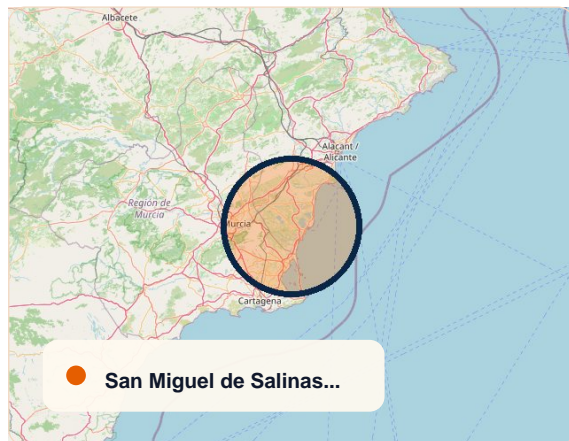 Albacete
Alacant /
Alicante
Región de
Murcia
Murcia
Cartagena
San Miguel de Salinas...